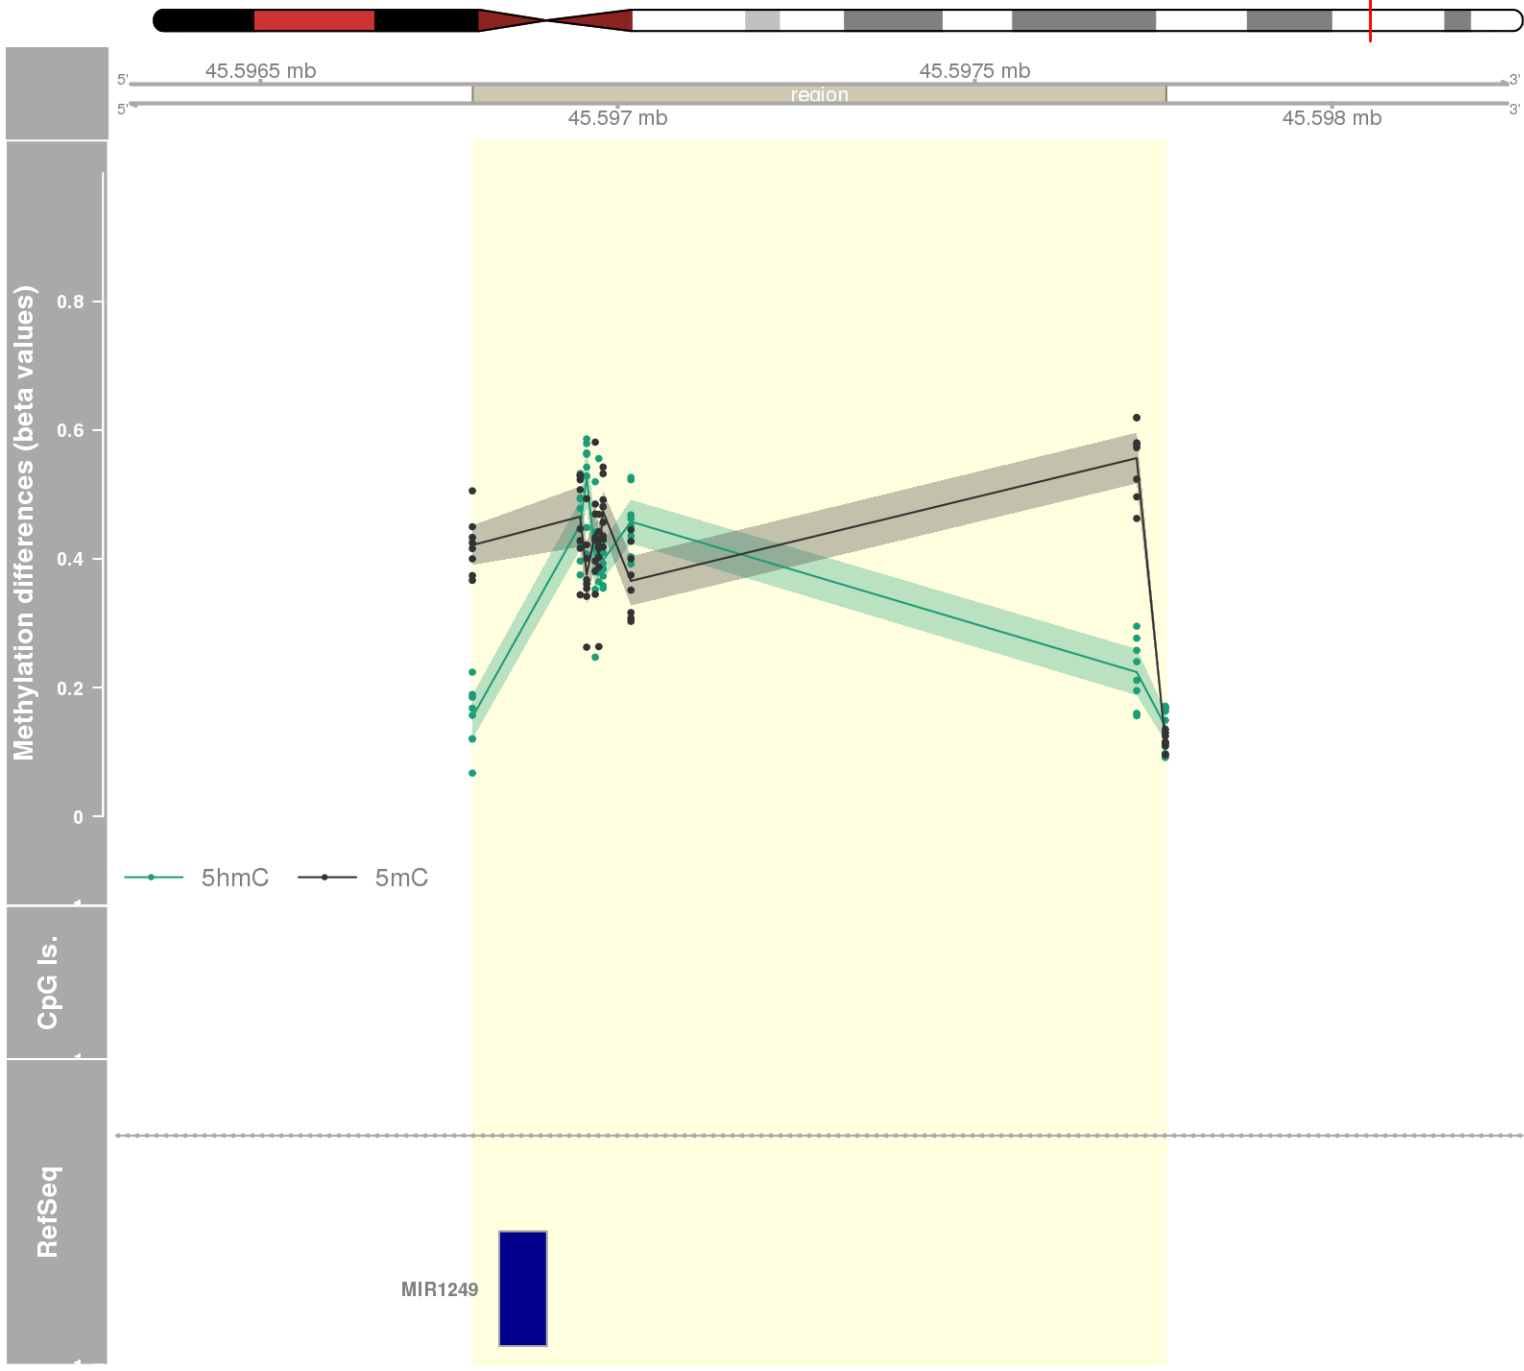 45.5965 mb
45.5975 mb
5'
3'
region
5'
3'
45.597 mb
45.598 mb
Methylation differences (beta values)
0.8
0.6
0.4
0.2
0
5hmC
5mC
CpG Is.
RefSeq
MIR1249